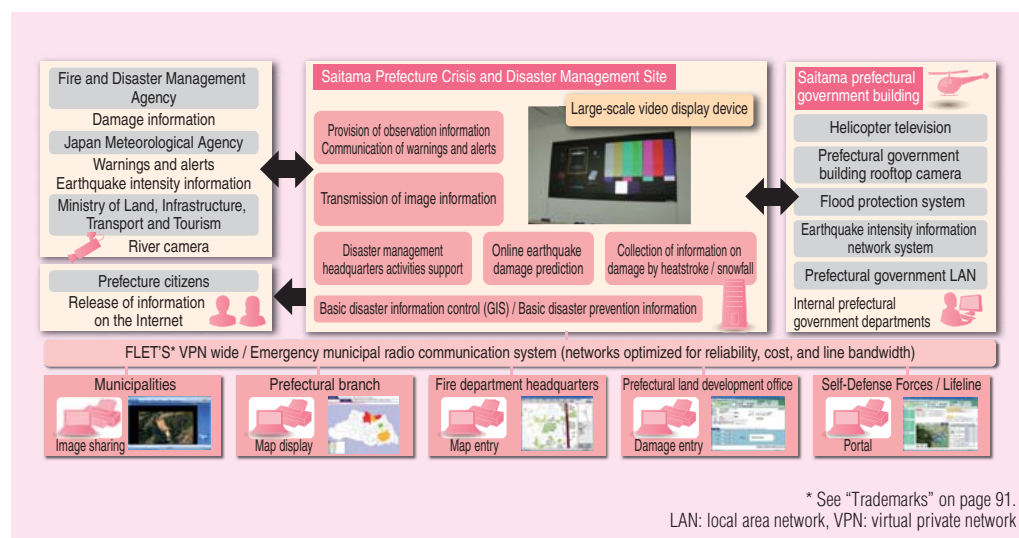 Fire and Disaster Management
Agency
Damage information
Japan Meteorological Agency
Warnings and alerts
Earthquake intensity information
Ministry of Land, Infrastructure,
Transport and Tourism
River camera
Prefecture citizens
Release of information
on the Internet
Saitama Prefecture Crisis and Disaster Management Site
Large-scale video display device
Provision of observation information
Communication of warnings and alerts
Transmission of image information
Disaster management
headquarters activities support
Online earthquake
damage prediction
Collection of information on
damage by heatstroke / snowfall
Basic disaster information control (GIS) / Basic disaster prevention information
Saitama prefectural
government building
Helicopter television
Prefectural government
building rooftop camera
Flood protection system
Earthquake intensity information
network system
Prefectural government LAN
Internal prefectural
government departments
FLET'S* VPN wide / Emergency municipal radio communication system (networks optimized for reliability, cost, and line bandwidth)
Municipalities
Image sharing
Prefectural branch
Map display
Fire department headquarters
Map entry
Prefectural land development office
Damage entry
Self-Defense Forces / Lifeline
Portal
* See “Trademarks” on page 91.
LAN: local area network, VPN: virtual private network